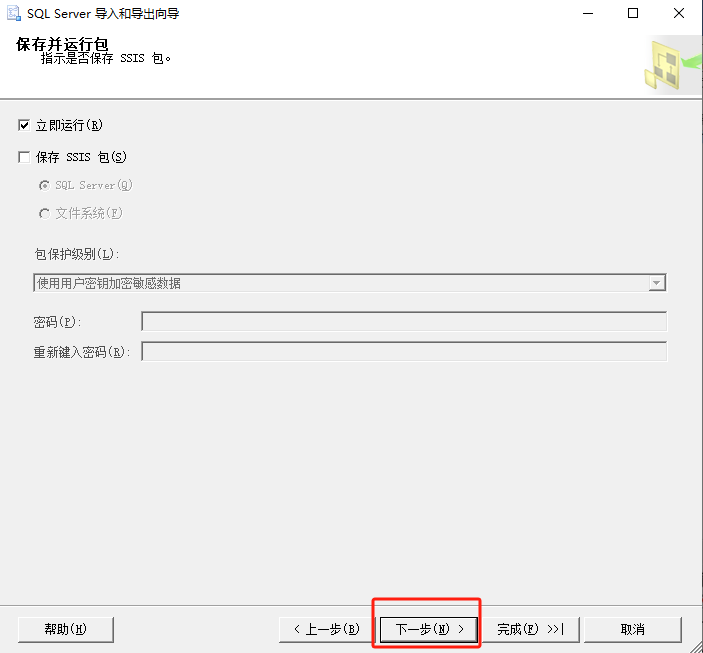 SQL Server 导入和导出向导
保存并运行包
指示是否保存 SSIS 包。
立即运行(R)
保存 SSIS 包(S)
SQL Server(Q)
文件系统(F)
包保护级别(L):
使用用户密钥加密敏感数据
密码(P):
重新键入密码(R):
帮助(H)
< 上一步(B)
下一步(N) >
完成(F) >>|
取消